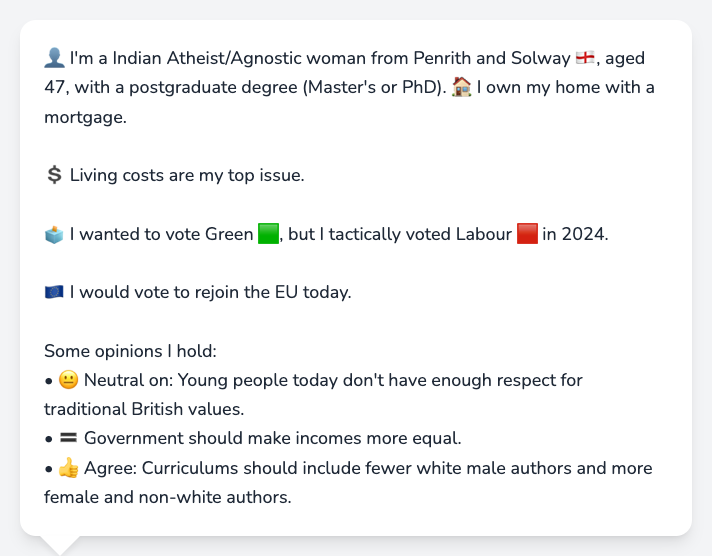 👤 I'm a Indian Atheist/Agnostic woman from Penrith and Solway 🏴󠁧󠁢󠁥󠁮󠁧󠁿, aged
47, with a postgraduate degree (Master's or PhD). 🏠 I own my home with a
mortgage.
💲 Living costs are my top issue.
🗳️ I wanted to vote Green 🟩, but I tactically voted Labour 🟥 in 2024.
🇪🇺 I would vote to rejoin the EU today.
Some opinions I hold:
• 😐 Neutral on: Young people today don't have enough respect for
traditional British values.
• 🟰 Government should make incomes more equal.
• 👍 Agree: Curriculums should include fewer white male authors and more
female and non-white authors.